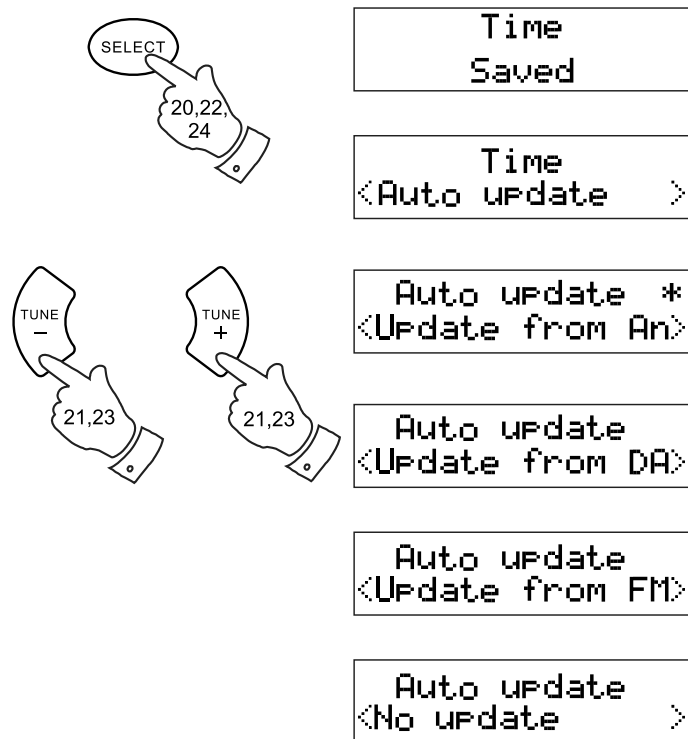 SELECT
20,22,
24
TUNE
–
21,23
TUNE
+
21,23
Time
Saved
Time
<Auto update >
Auto update *
<Update from An>
Auto update
<Update from DA>
Auto update
<Update from FM>
Auto update
<No update >